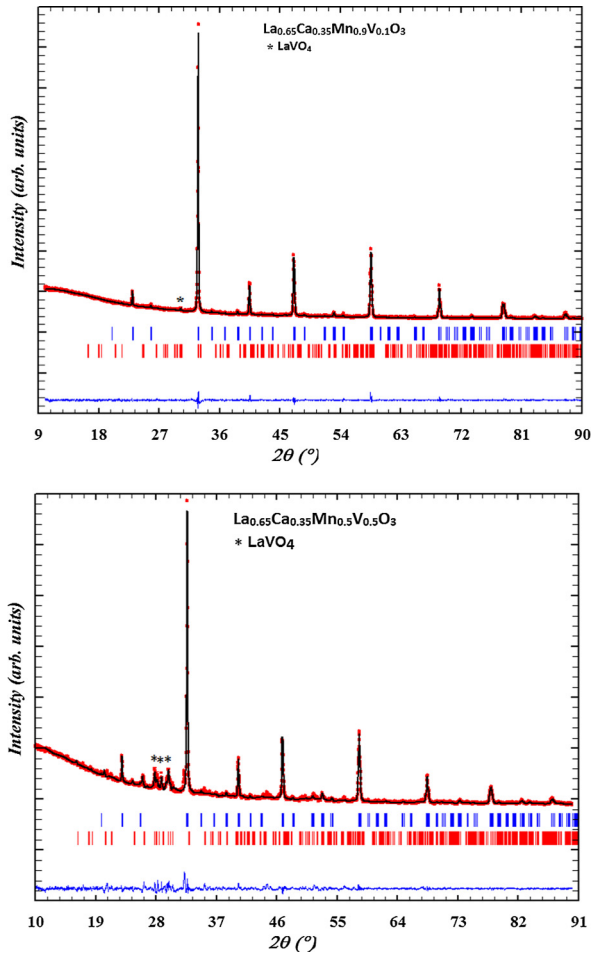 La0.65Ca0.35Mn0.9V0.1O3
* LaVO4
*
Intensity (arb. units)
9 18 27 36 45 54 63 72 81 90
2θ (°)
La0.65Ca0.35Mn0.5V0.5O3
* LaVO4
***
Intensity (arb. units)
10 19 28 37 46 55 64 73 82 91
2θ (°)